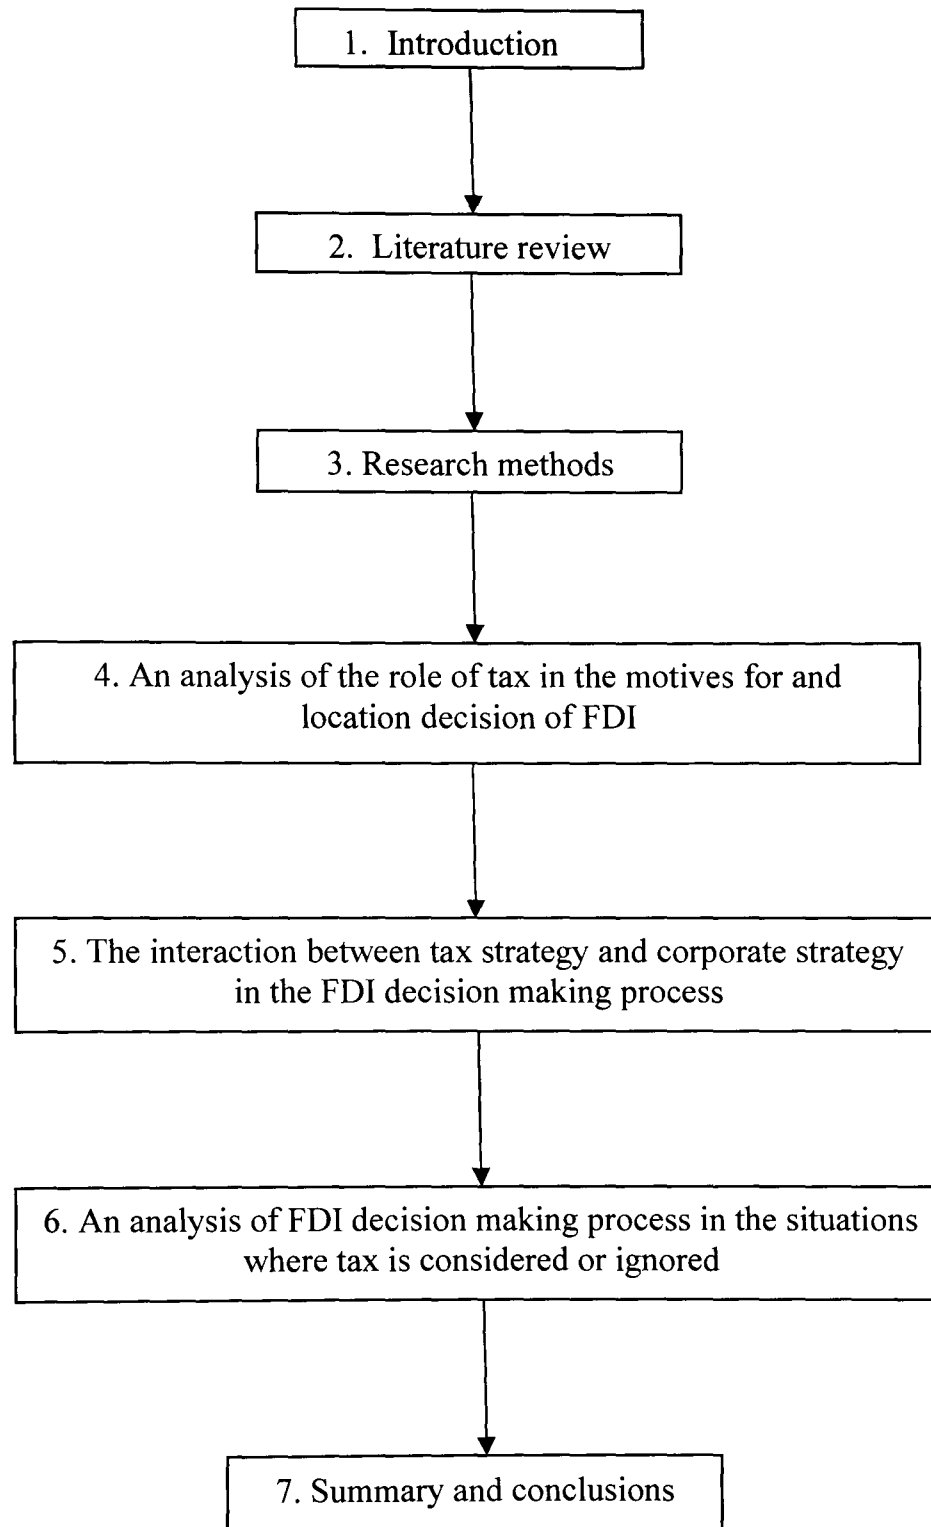 1. Introduction
2. Literature review
3. Research methods
4. An analysis of the role of tax in the motives for and
location decision of FDI
5. The interaction between tax strategy and corporate strategy
in the FDI decision making process
6. An analysis of FDI decision making process in the situations
where tax is considered or ignored
7. Summary and conclusions